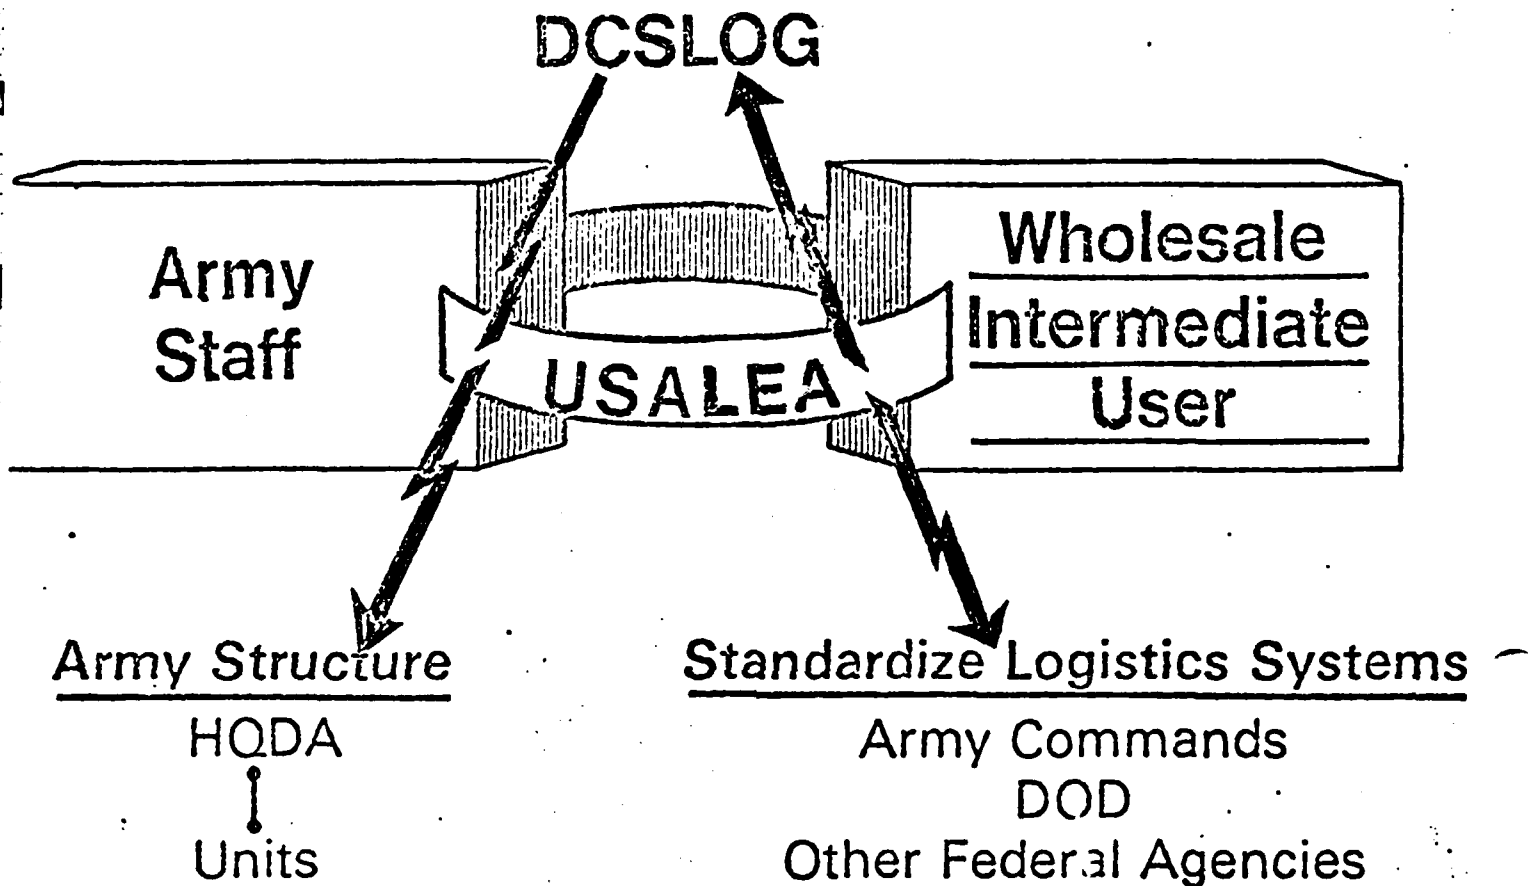 DCSLOG
Army
Staff
USALEA
Wholesale
Intermediate
User
Army Structure
HQDA
Units
Standardize Logistics Systems
Army Commands
DOD
Other Federal Agencies